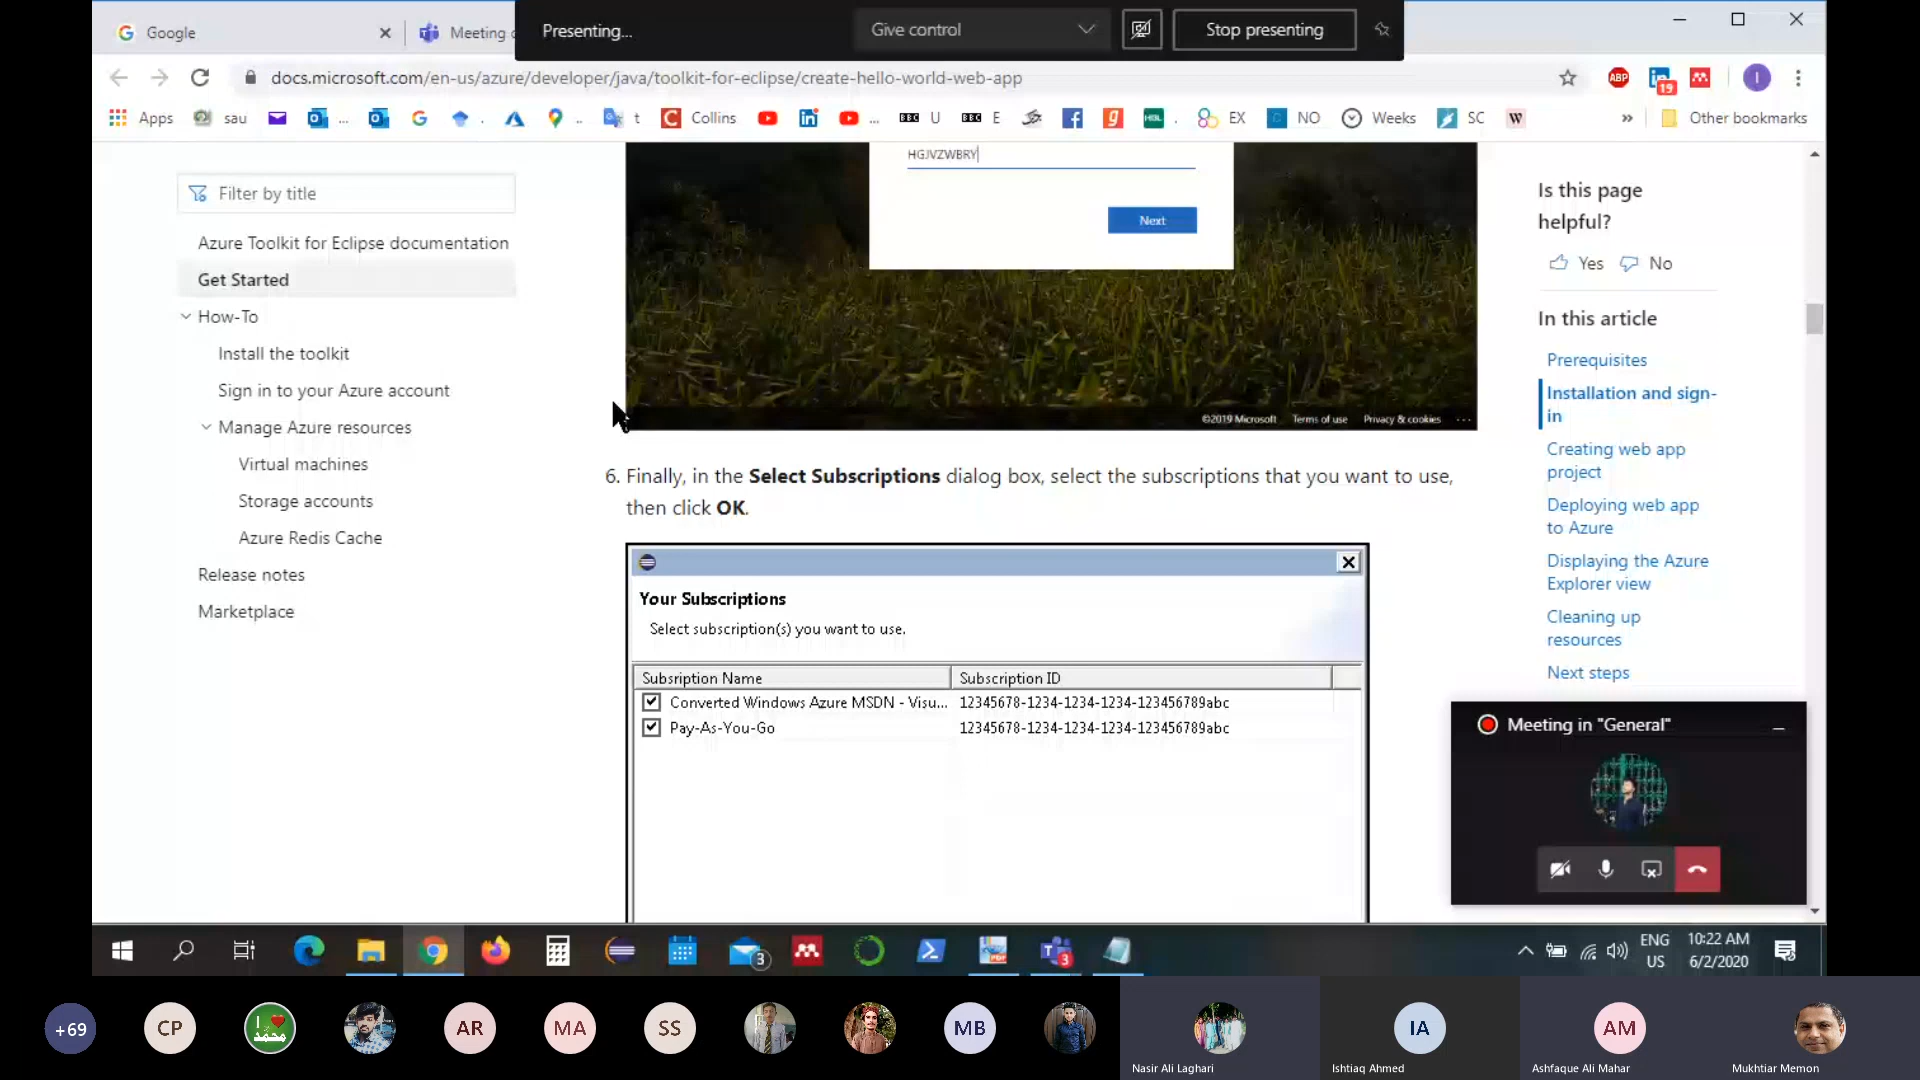 Google
Meeting
Presenting...
Give control
Stop presenting
docs.microsoft.com/en-us/azure/developer/java/toolkit-for-eclipse/create-hello-world-web-app
ABP
19
I
Apps
sau
...
.
..
t
Collins
...
BBC U
BBC E
HBL
.
EX
NO
Weeks
SC
W
»
Other bookmarks
Filter by title
Azure Toolkit for Eclipse documentation
Get Started
How-To
Install the toolkit
Sign in to your Azure account
Manage Azure resources
Virtual machines
Storage accounts
Azure Redis Cache
Release notes
Marketplace
HGJVZWBRY
Next
©2019 Microsoft Terms of use Privacy & cookies ...
6. Finally, in the Select Subscriptions dialog box, select the subscriptions that you want to use,
then click OK.
Your Subscriptions
Select subscription(s) you want to use.
Subsription Name Subscription ID
Converted Windows Azure MSDN - Visu... 12345678-1234-1234-1234-123456789abc
Pay-As-You-Go 12345678-1234-1234-1234-123456789abc
Is this page
helpful?
Yes No
In this article
Prerequisites
Installation and sign-
in
Creating web app
project
Deploying web app
to Azure
Displaying the Azure
Explorer view
Cleaning up
resources
Next steps
Meeting in "General"
3
PDF
3
ENG
US
10:22 AM
6/2/2020
+69
CP
I
محمد
AR
MA
SS
MB
IA
AM
Nasir Ali Laghari
Ishtiaq Ahmed
Ashfaque Ali Mahar
Mukhtiar Memon